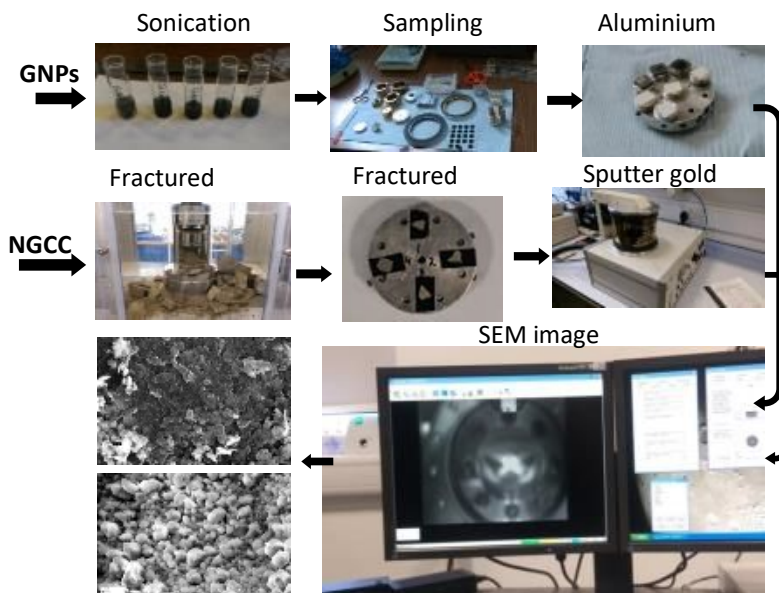 Sonication
Sampling
Aluminium
GNPs
Fractured
Fractured
Sputter gold
NGCC
SEM image